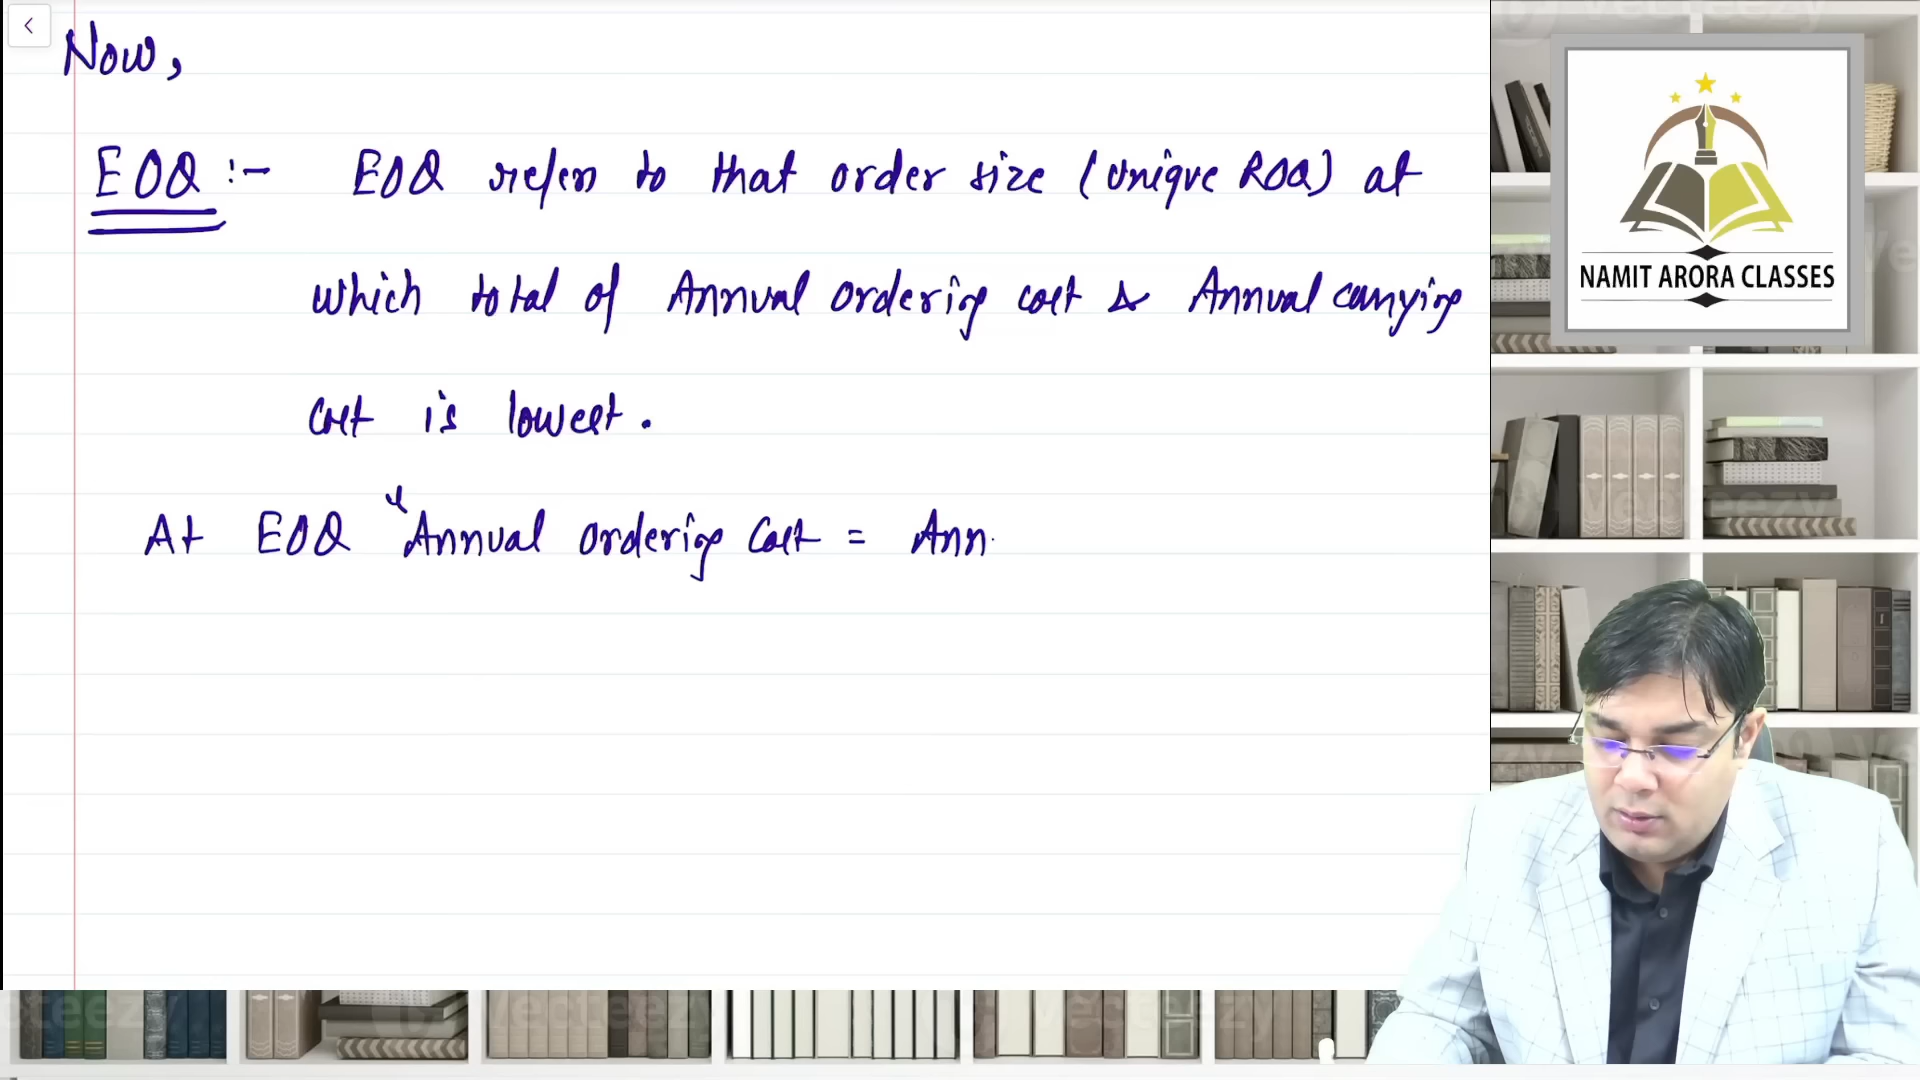 Now,
EOQ :- EOQ refers to that order size (Unique ROQ) at
which total of Annual ordering cost & Annual carrying
cost is lowest.
At EOQ "Annual ordering Cost = Ann
NAMIT ARORA CLASSES